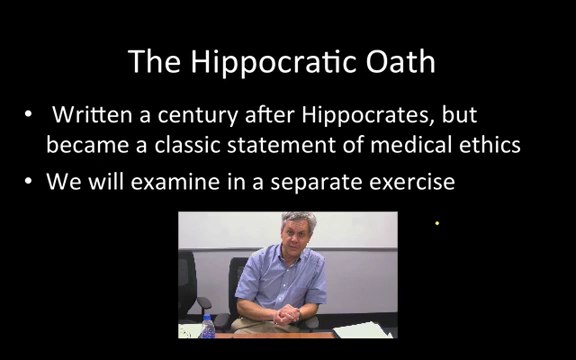 The Hippocratic Oath
• Written a century after Hippocrates, but
became a classic statement of medical ethics
• We will examine in a separate exercise